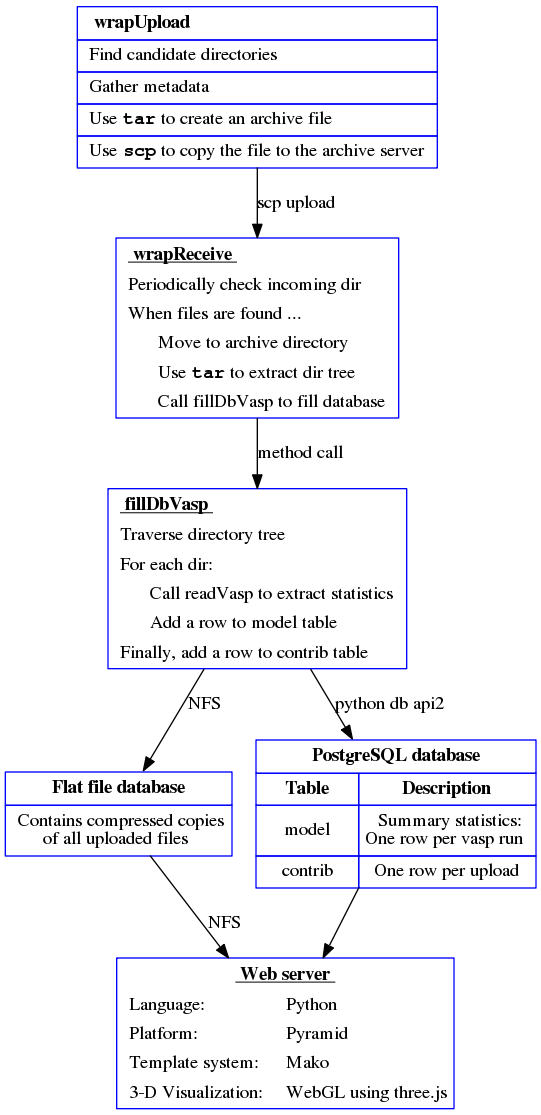 wrapUpload
Find candidate directories
Gather metadata
Use tar to create an archive file
Use scp to copy the file to the archive server
scp upload
wrapReceive
Periodically check incoming dir
When files are found ...
Move to archive directory
Use tar to extract dir tree
Call fillDbVasp to fill database
method call
fillDbVasp
Traverse directory tree
For each dir:
Call readVasp to extract statistics
Add a row to model table
Finally, add a row to contrib table
NFS
python db api2
Flat file database
Contains compressed copies
of all uploaded files
PostgreSQL database
Table Description
model Summary statistics:
One row per vasp run
contrib One row per upload
NFS
Web server
Language: Python
Platform: Pyramid
Template system: Mako
3-D Visualization: WebGL using three.js